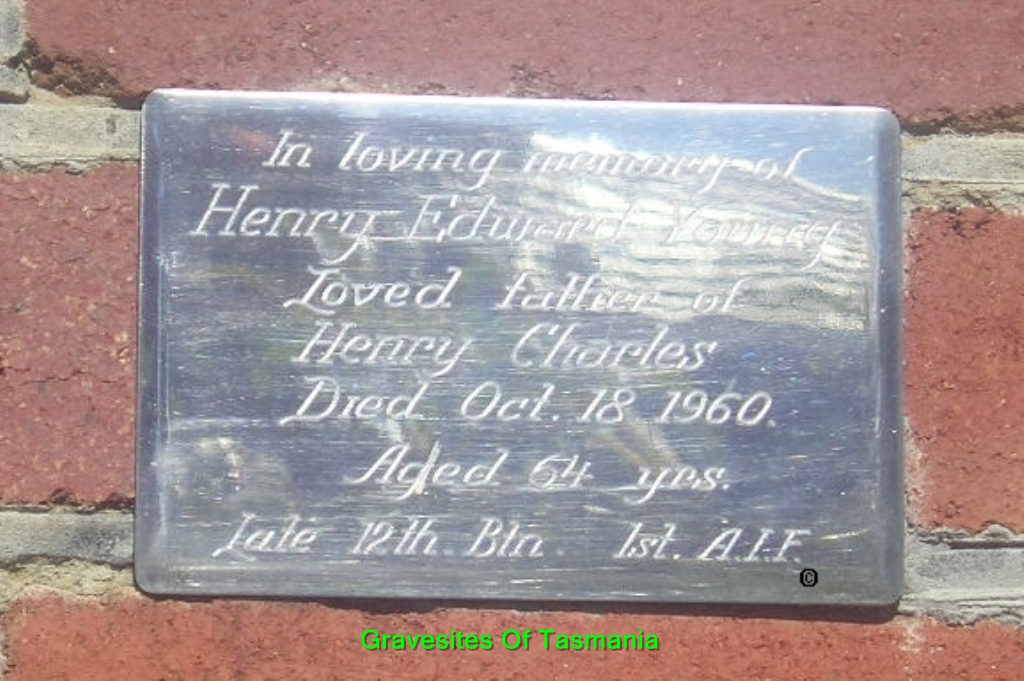 In loving memory of
Henry Edward Young
Loved father of
Henry Charles
Died Oct. 18 1960.
Aged 64 yrs.
Late 12th. Btn. 1st. A.I.F.
©
Gravesites Of Tasmania